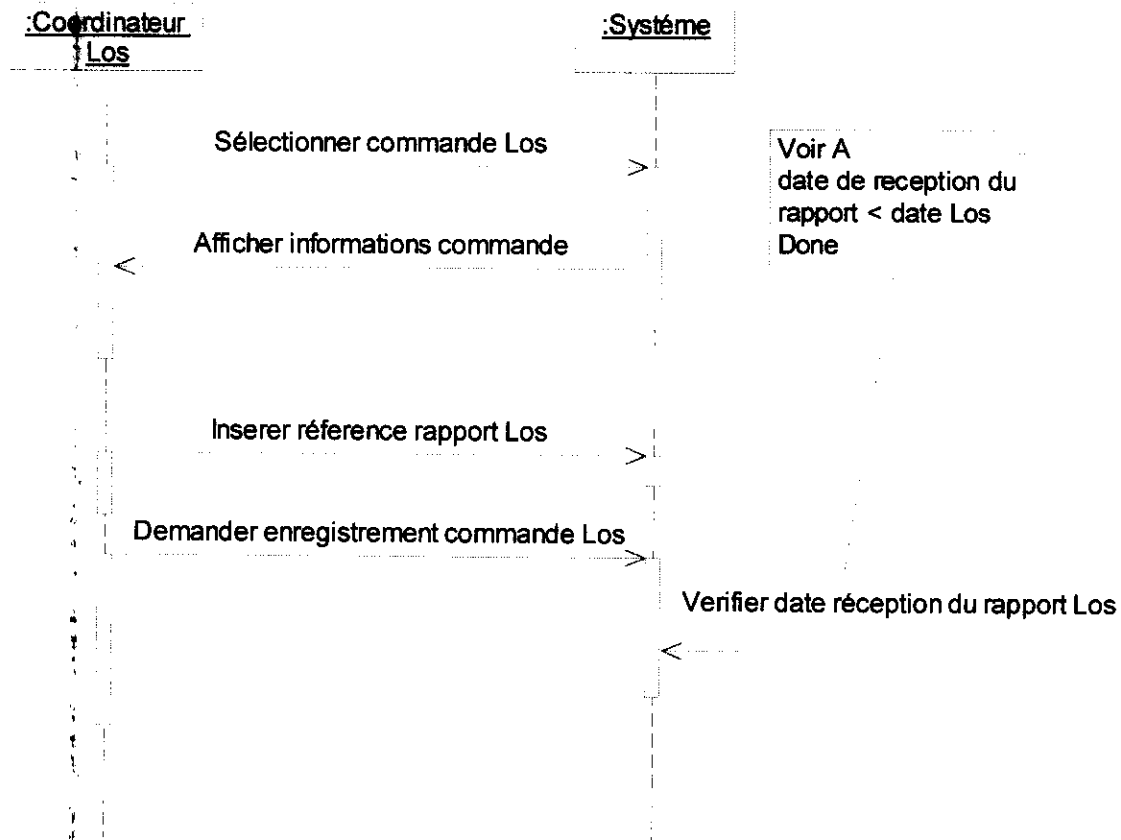 :Coordinateur
Los
:Systéme
Sélectionner commande Los
Voir A
date de reception du
rapport < date Los
Done
Afficher informations commande
Inserer réference rapport Los
Demander enregistrement commande Los
Verifier date réception du rapport Los